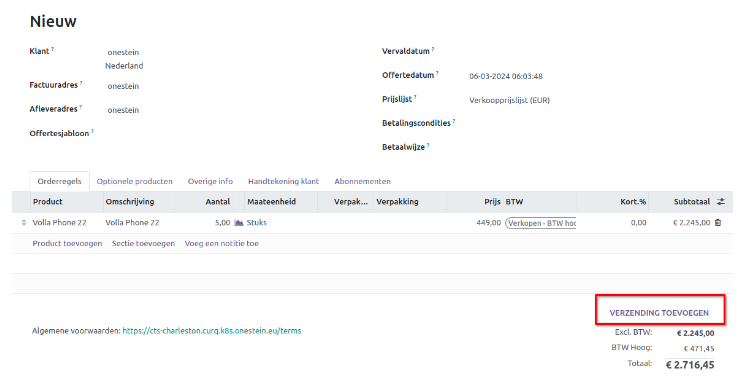 Nieuw
Klant ? onestein
Nederland
Factuuradres ? onestein
Afleveradres ? onestein
Offertesjabloon ?
Vervaldatum ?
Offertedatum ? 06-03-2024 06:03:48
Prijslijst ? Verkoopprijslijst (EUR)
Betalingscondities ?
Betaalwijze ?
Orderregels Optionele producten Overige info Handtekening klant Abonnementen
Product Omschrijving Aantal Maateenheid Verpak... Verpakking Prijs BTW Kort.% Subtotaal
Volla Phone 22 Volla Phone 22 5,00 Stuks 449,00 Verkopen - BTW hoo 0,00 € 2.245,00
Product toevoegen Sectie toevoegen Voeg een notitie toe
VERZENDING TOEVOEGEN
Algemene voorwaarden: https://cts-charleston.curq.k8s.onestein.eu/terms
Excl. BTW: € 2.245,00
BTW Hoog: € 471,45
Totaal: € 2.716,45